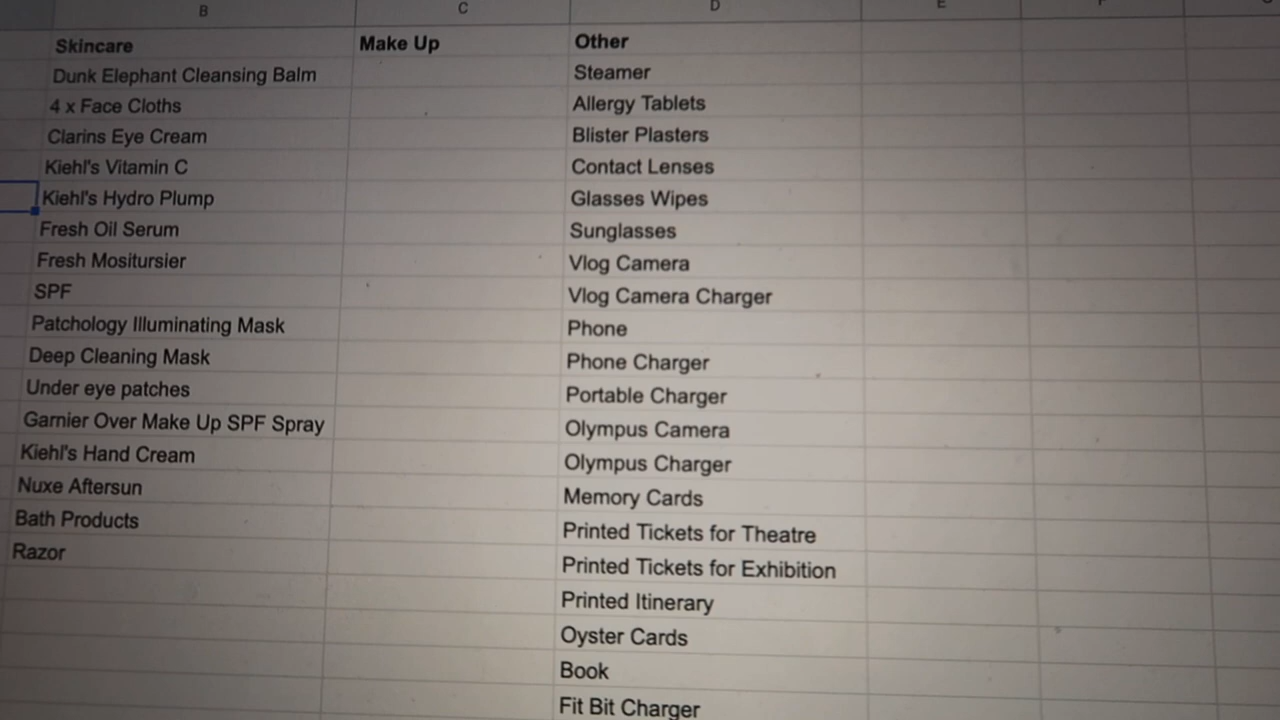 B C D E
Skincare Make Up Other
Dunk Elephant Cleansing Balm Steamer
4 x Face Cloths Allergy Tablets
Clarins Eye Cream Blister Plasters
Kiehl's Vitamin C Contact Lenses
Kiehl's Hydro Plump Glasses Wipes
Fresh Oil Serum Sunglasses
Fresh Mositursier Vlog Camera
SPF Vlog Camera Charger
Patchology Illuminating Mask Phone
Deep Cleaning Mask Phone Charger
Under eye patches Portable Charger
Garnier Over Make Up SPF Spray Olympus Camera
Kiehl's Hand Cream Olympus Charger
Nuxe Aftersun Memory Cards
Bath Products Printed Tickets for Theatre
Razor Printed Tickets for Exhibition
Printed Itinerary
Oyster Cards
Book
Fit Bit Charger